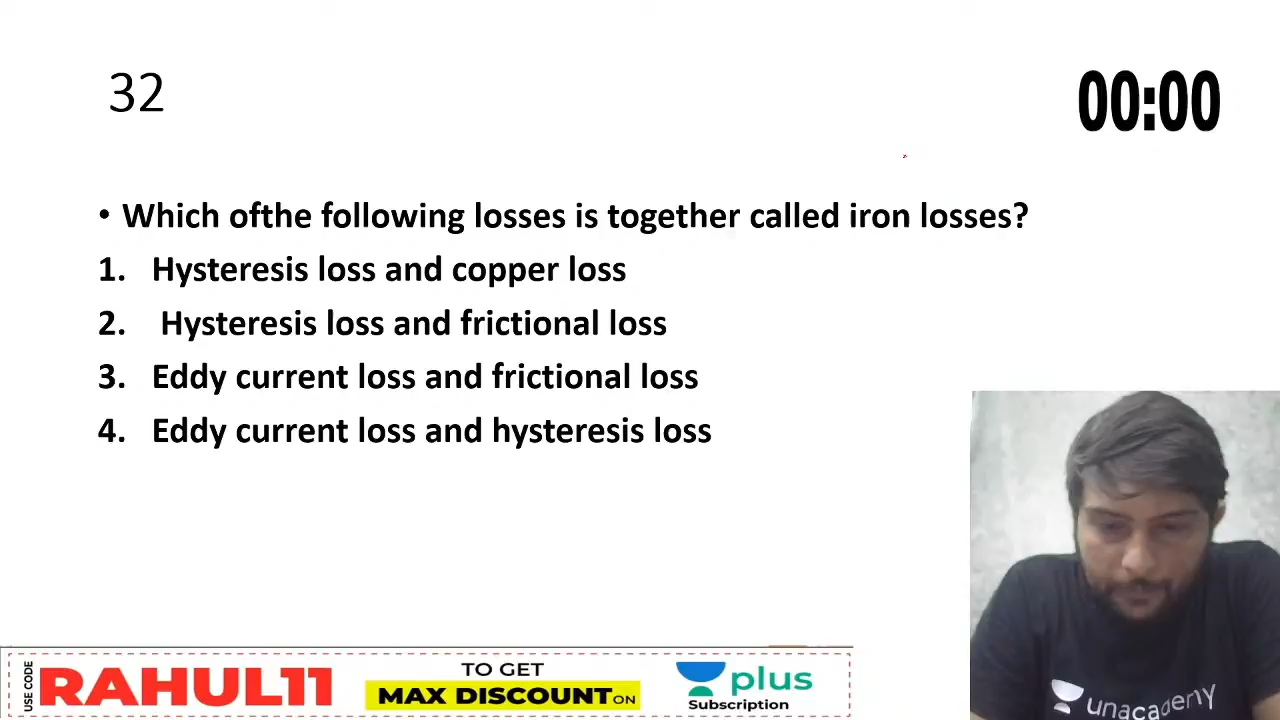 32
00:00
• Which ofthe following losses is together called iron losses?
1. Hysteresis loss and copper loss
2. Hysteresis loss and frictional loss
3. Eddy current loss and frictional loss
4. Eddy current loss and hysteresis loss
USE CODE
RAHUL11
TO GET
MAX DISCOUNT ON
plus
Subscription
unacademy